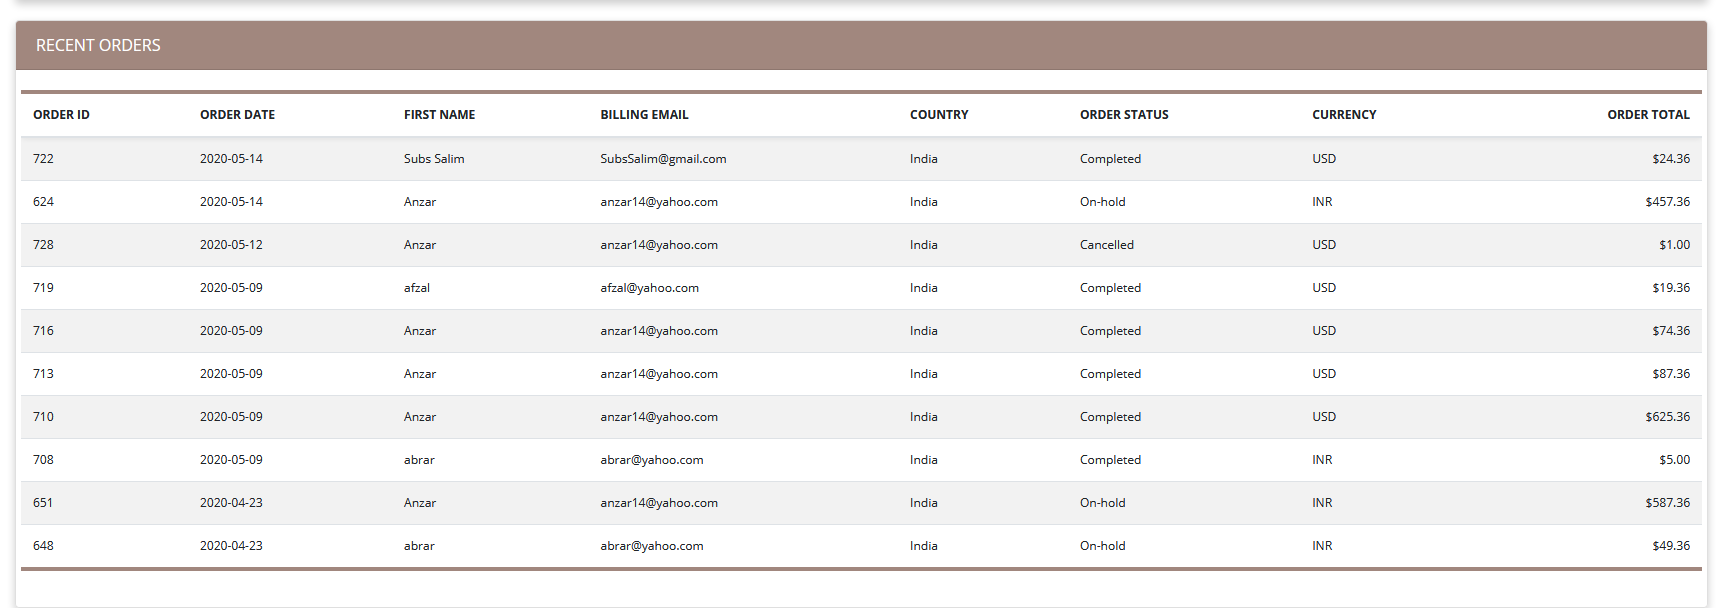 RECENT ORDERS
ORDER ID ORDER DATE FIRST NAME BILLING EMAIL COUNTRY ORDER STATUS CURRENCY ORDER TOTAL
722 2020-05-14 Subs Salim SubsSalim@gmail.com India Completed USD $24.36
624 2020-05-14 Anzar anzar14@yahoo.com India On-hold INR $457.36
728 2020-05-12 Anzar anzar14@yahoo.com India Cancelled USD $1.00
719 2020-05-09 afzal afzal@yahoo.com India Completed USD $19.36
716 2020-05-09 Anzar anzar14@yahoo.com India Completed USD $74.36
713 2020-05-09 Anzar anzar14@yahoo.com India Completed USD $87.36
710 2020-05-09 Anzar anzar14@yahoo.com India Completed USD $625.36
708 2020-05-09 abrar abrar@yahoo.com India Completed INR $5.00
651 2020-04-23 Anzar anzar14@yahoo.com India On-hold INR $587.36
648 2020-04-23 abrar abrar@yahoo.com India On-hold INR $49.36